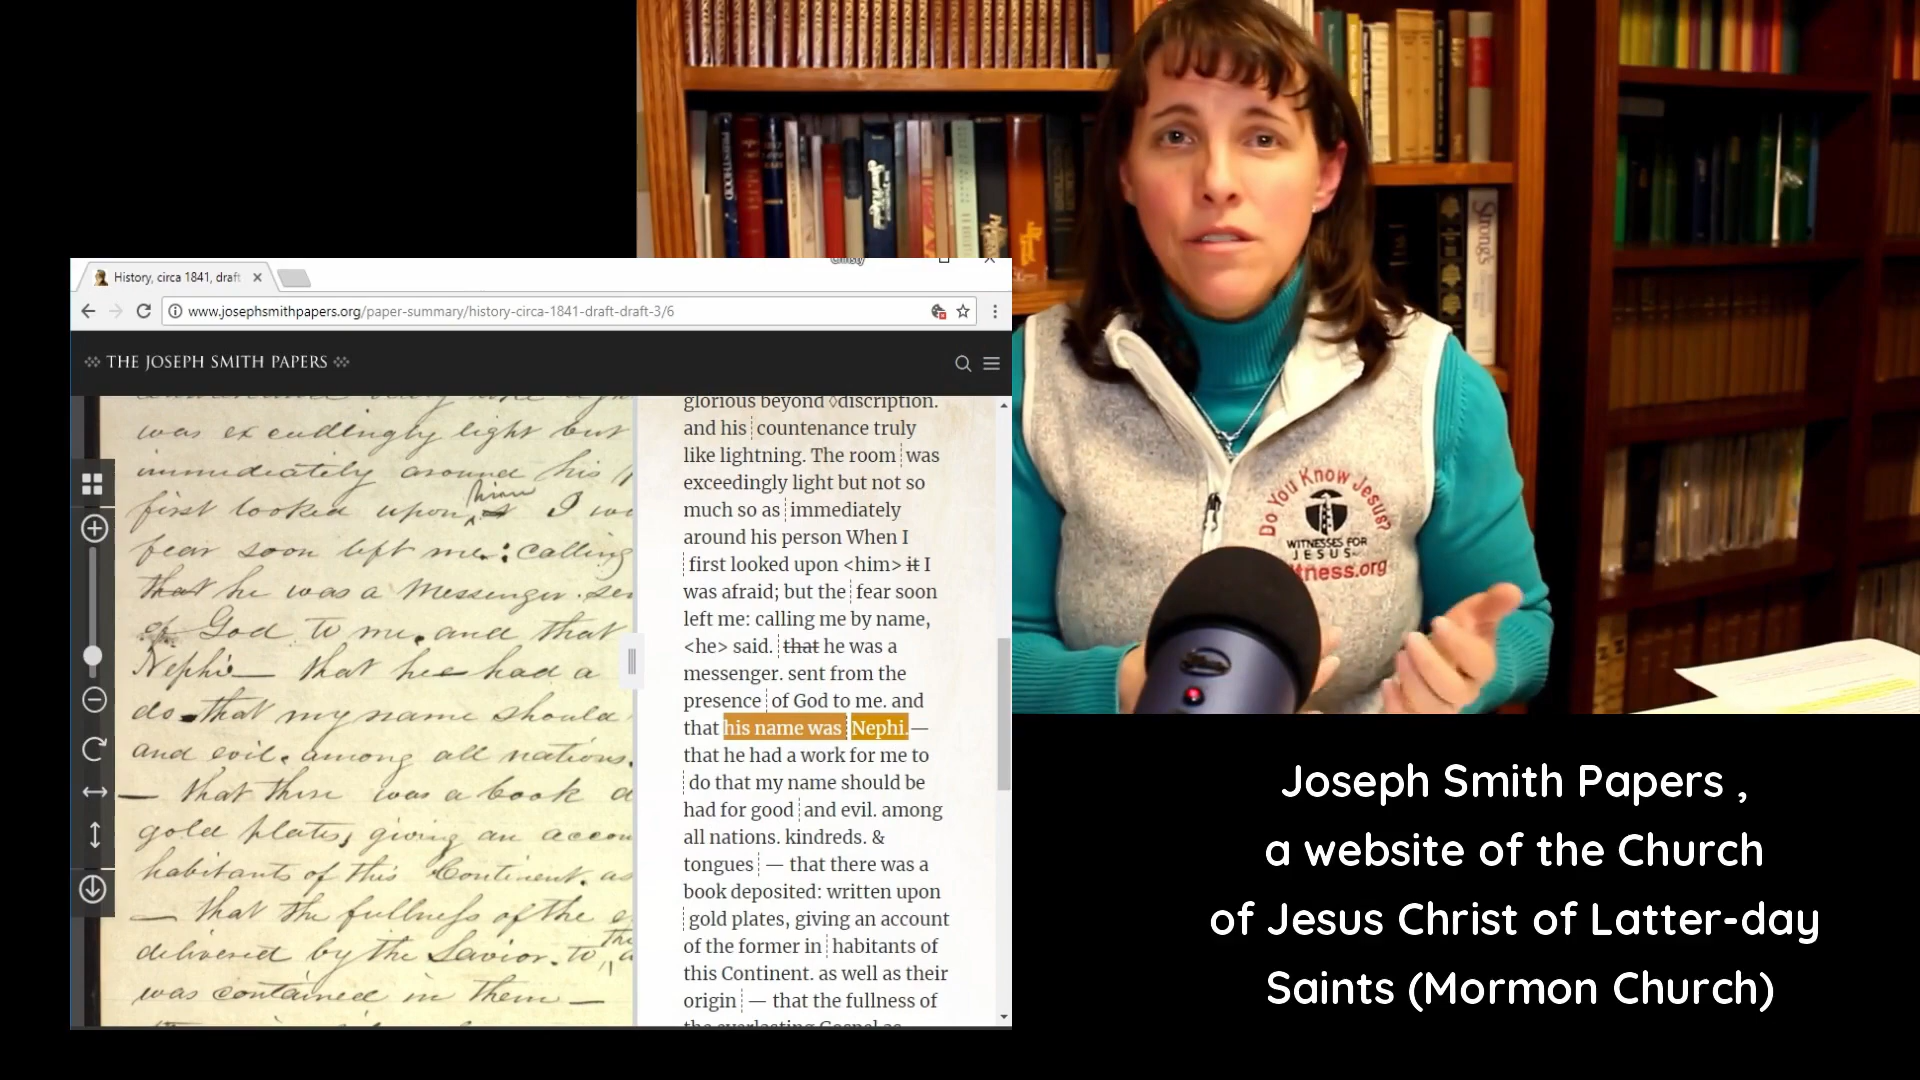 History, circa 1841, draft
Christy
www.josephsmithpapers.org/paper-summary/history-circa-1841-draft-draft-3/6
THE JOSEPH SMITH PAPERS
was exceedingly light but
immediately around his
him
first looked upon it I
fear soon left me: calling
that he was a Messenger.
of God to me. and that
Nephi— that he had a
do that my name should
and evil. among all nations.
— that there was a book
gold plates, giving an
habitants of this Continent. as
— that the fullness of the
the
delivered by the Savior. to
was contained in them—
glorious beyond ◊discription.
and his countenance truly
like lightning. The room was
exceedingly light but not so
much so as immediately
around his person When I
first looked upon <him> it I
was afraid; but the fear soon
left me: calling me by name,
<he> said. that he was a
messenger. sent from the
presence of God to me. and
that his name was Nephi.—
that he had a work for me to
do that my name should be
had for good and evil. among
all nations. kindreds. &
tongues — that there was a
book deposited: written upon
gold plates, giving an account
of the former in habitants of
this Continent. as well as their
origin — that the fullness of
the everlasting Gospel as
Strong's
Do You Know Jesus?
WITNESSES FOR
JESUS
tness.org
Joseph Smith Papers ,
a website of the Church
of Jesus Christ of Latter-day
Saints (Mormon Church)